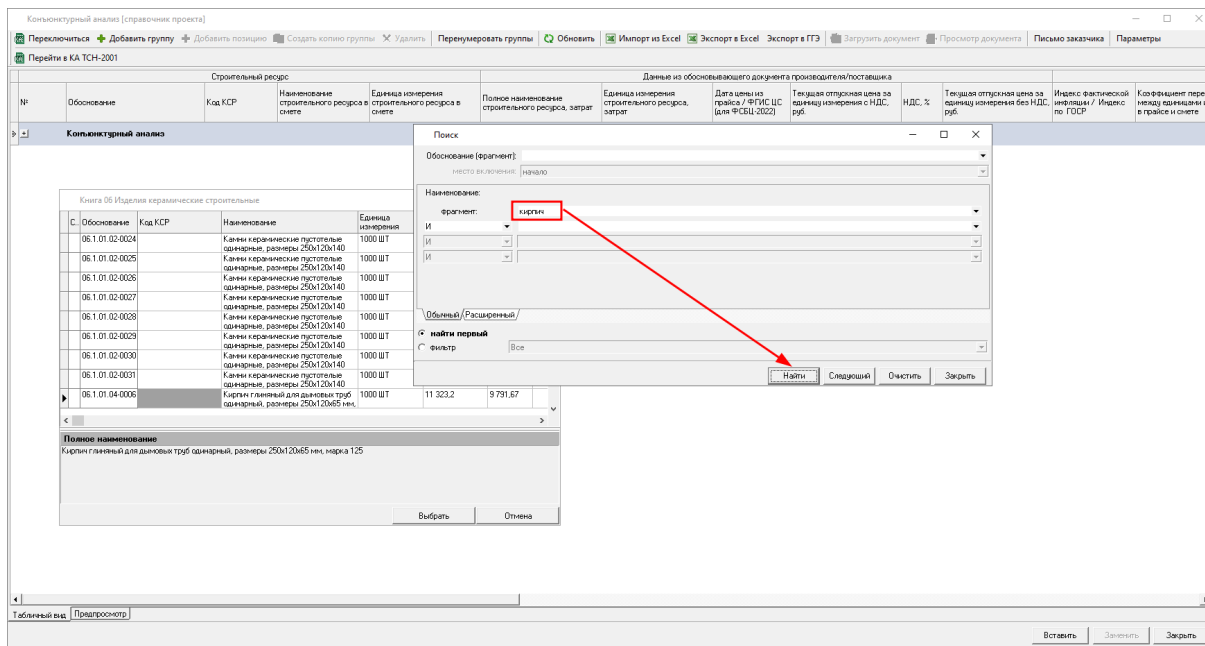 Конъюнктурный анализ [справочник проекта]
Переключиться Добавить группу Добавить позицию Создать копию группы Удалить Перенумеровать группы Обновить Импорт из Excel Экспорт в Excel Экспорт в ГГЭ Загрузить документ Просмотр документа Письмо заказчика Параметры
Перейти в КА ТСН-2001
Строительный ресурс Данные из обосновывающего документа производителя/поставщика
№ Обоснование Код КСР Наименование строительного ресурса в смете Единица измерения строительного ресурса в смете Полное наименование строительного ресурса, затрат Единица измерения строительного ресурса, затрат Дата цены из прайса / ФГИС ЦС (для ФСБЦ-2022) Текущая отпускная цена за единицу измерения с НДС, руб. НДС, % Текущая отпускная цена за единицу измерения без НДС, руб. Индекс фактической инфляции / Индекс по ГОСР Коэффициент между единицами в прайсе и смете
Конъюнктурный анализ
Поиск
Обоснование (фрагмент):
место включения: начало
Наименование:
фрагмент: кирпич
И
И
И
Обычный Расширенный
найти первый
фильтр Все
Найти Следующий Очистить Закрыть
Книга 06 Изделия керамические строительные
С.. Обоснование Код КСР Наименование Единица измерения
06.1.01.02-0024 Камни керамические пустотелые одинарные, размеры 250х120х140 1000 ШТ
06.1.01.02-0025 Камни керамические пустотелые одинарные, размеры 250х120х140 1000 ШТ
06.1.01.02-0026 Камни керамические пустотелые одинарные, размеры 250х120х140 1000 ШТ
06.1.01.02-0027 Камни керамические пустотелые одинарные, размеры 250х120х140 1000 ШТ
06.1.01.02-0028 Камни керамические пустотелые одинарные, размеры 250х120х140 1000 ШТ
06.1.01.02-0029 Камни керамические пустотелые одинарные, размеры 250х120х140 1000 ШТ
06.1.01.02-0030 Камни керамические пустотелые одинарные, размеры 250х120х140 1000 ШТ
06.1.01.02-0031 Камни керамические пустотелые одинарные, размеры 250х120х140 1000 ШТ
06.1.01.04-0006 Кирпич глиняный для дымовых труб одинарный, размеры 250х120х65 мм, 1000 ШТ 11 323,2 9 791,67
Полное наименование
Кирпич глиняный для дымовых труб одинарный, размеры 250х120х65 мм, марка 125
Выбрать Отмена
Табличный вид Предпросмотр
Вставить Заменить Закрыть